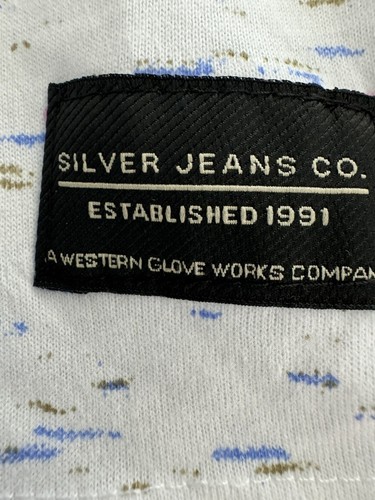 SILVER JEANS CO.
ESTABLISHED 1991
A WESTERN GLOVE WORKS COMPAN